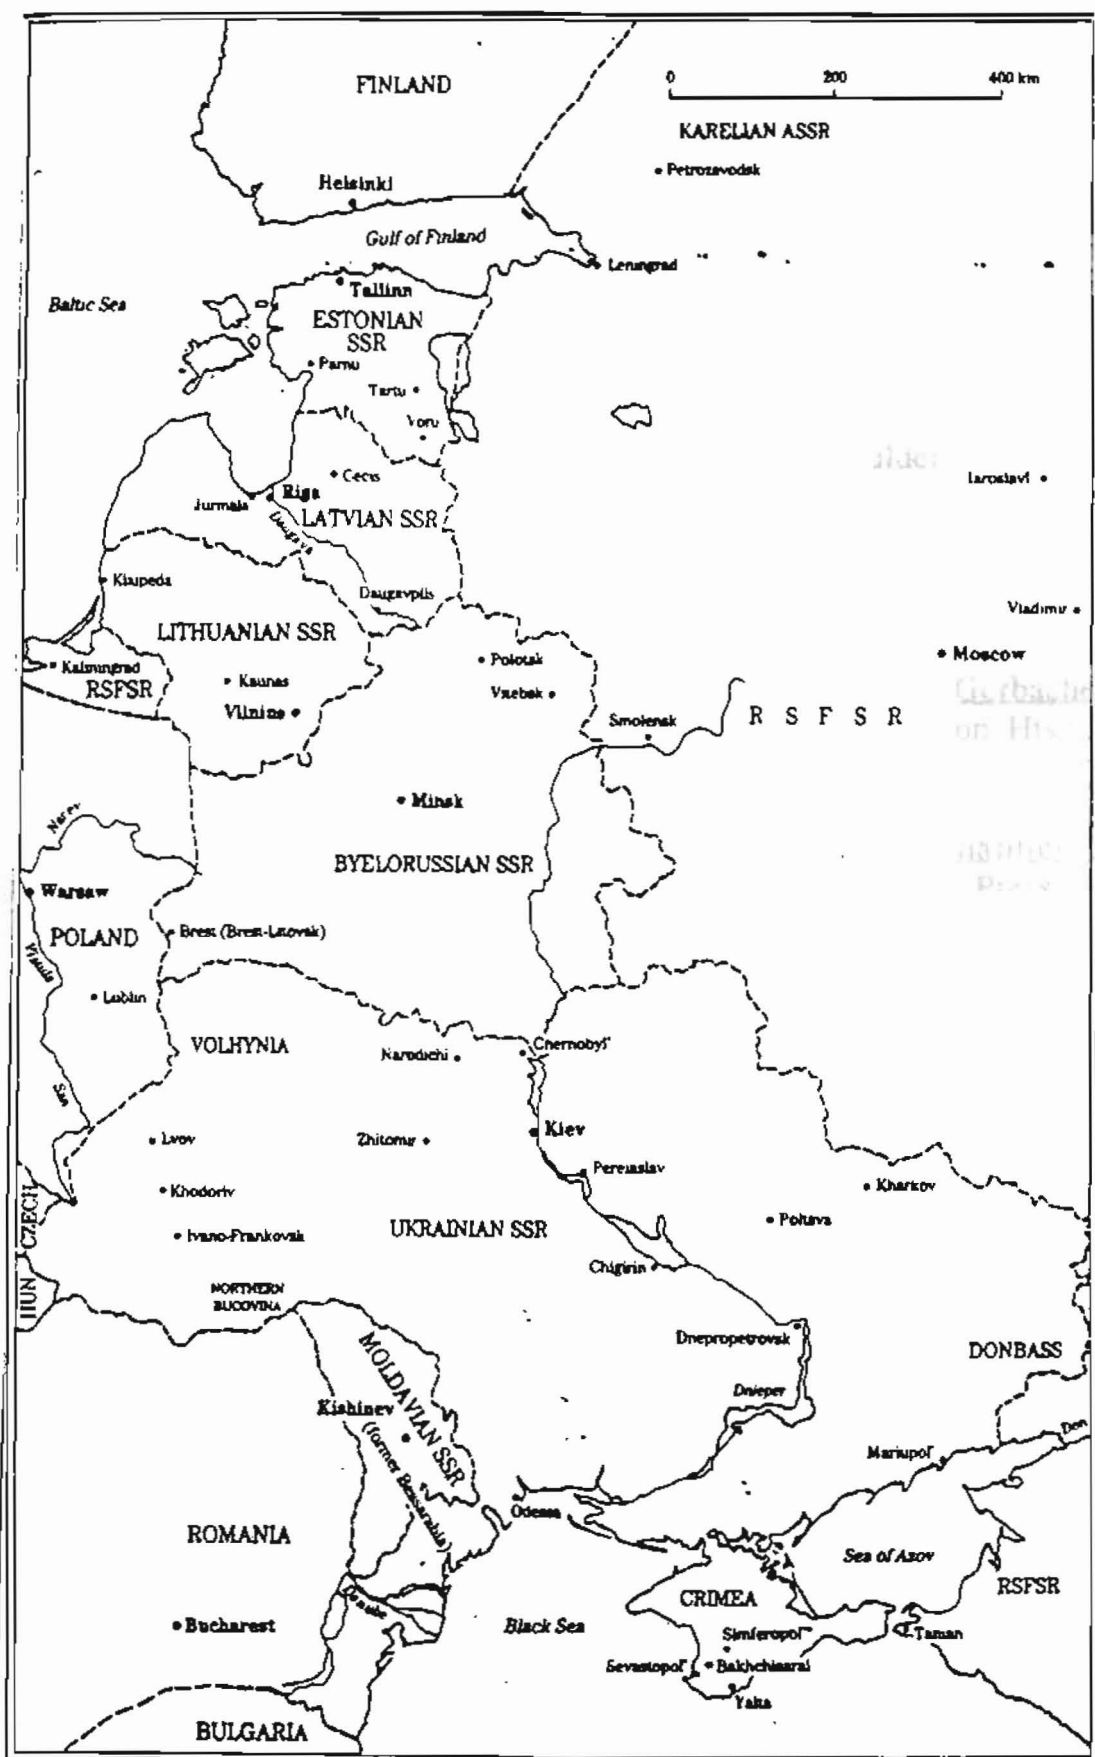 0 200 400 km
FINLAND
KARELIAN ASSR
Petrozavodsk
Helsinki
Gulf of Finland
Leningrad
Baltic Sea
Tallinn
ESTONIAN
SSR
Parnu
Tartu
Voru
Cecis
Iaroslavl
Jurmala
Riga
LATVIAN SSR
Daugava
Klaipeda
Daugavpils
Vladimir
LITHUANIAN SSR
Moscow
Kaliningrad
RSFSR
Kaunas
Polotsk
Vilnius
Vitebsk
Smolensk
R S F S R
on His
Minsk
Narev
BYELORUSSIAN SSR
Warsaw
POLAND
Brest (Brest-Litovsk)
Vistula
Lublin
VOLHYNIA
Narodichi
Chernobyl'
San
Lvov
Zhitomir
Kiev
Pereiaslav
Khodoriv
Kharkov
CZECH
Ivano-Frankovsk
UKRAINIAN SSR
Poltava
Chigirin
HUN
NORTHERN
BUCOVINA
Dnepropetrovsk
MOLDAVIAN SSR
DONBASS
Dnieper
Kishinev
(former Bessarabia)
Don
Mariupol'
Odessa
ROMANIA
Sea of Azov
RSFSR
CRIMEA
Danube
Bucharest
Black Sea
Simferopol'
Taman
Sevastopol'
Bakhchisarai
Yalta
BULGARIA